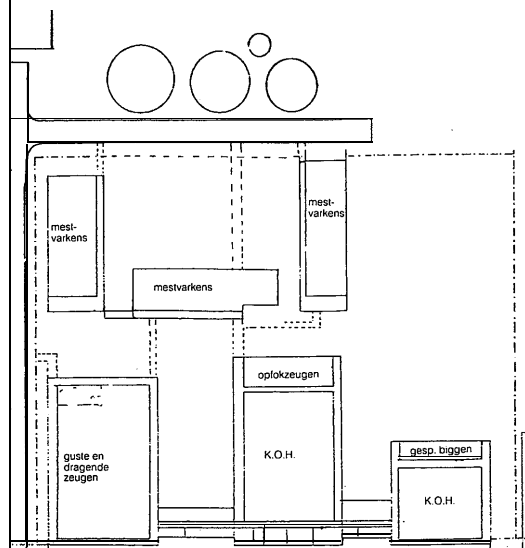 mest-
varkens
mest-
varkens
mestvarkens
opfokzeugen
K.O.H.
guste en
dragende
zeugen
gesp. biggen
K.O.H.